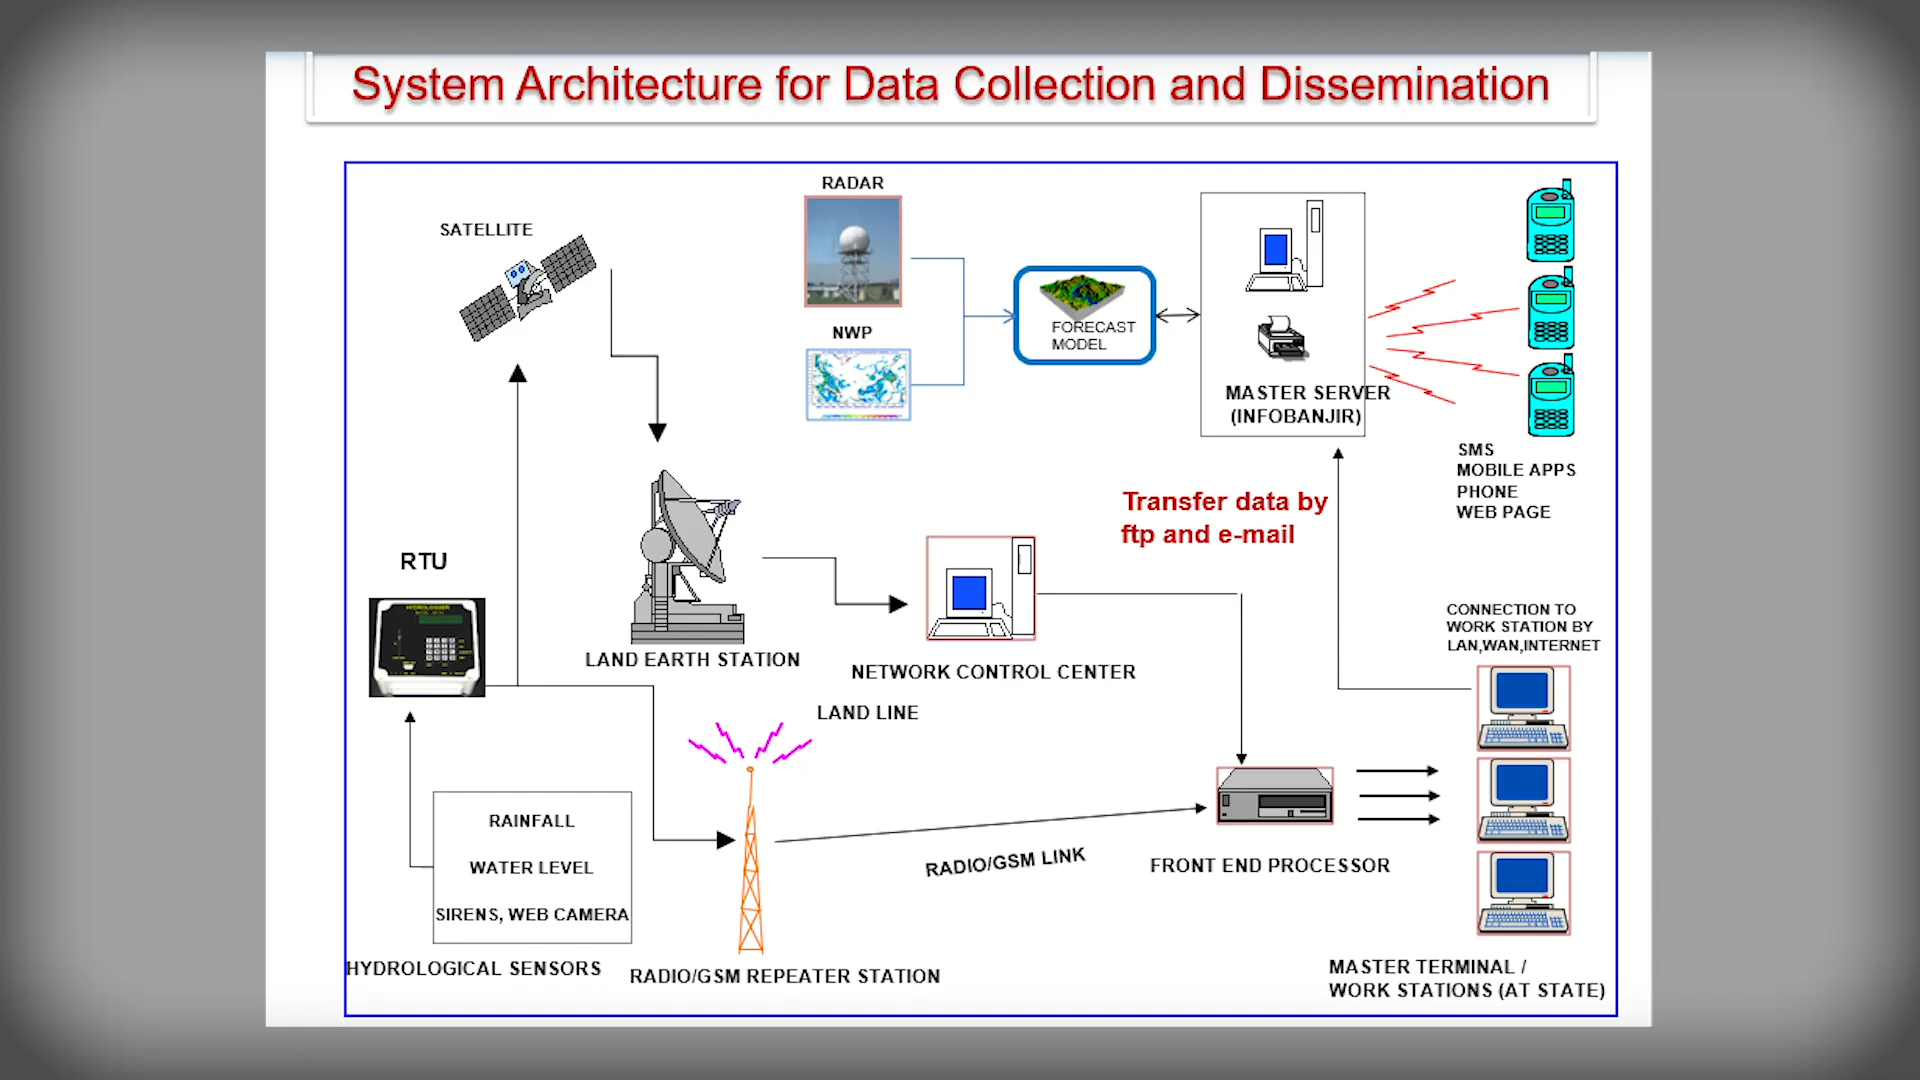 System Architecture for Data Collection and Dissemination
RADAR
SATELLITE
NWP
FORECAST
MODEL
MASTER SERVER
(INFOBANJIR)
SMS
MOBILE APPS
PHONE
WEB PAGE
Transfer data by
ftp and e-mail
RTU
LAND EARTH STATION
NETWORK CONTROL CENTER
LAND LINE
CONNECTION TO
WORK STATION BY
LAN,WAN,INTERNET
RAINFALL
WATER LEVEL
SIRENS, WEB CAMERA
HYDROLOGICAL SENSORS
RADIO/GSM REPEATER STATION
RADIO/GSM LINK
FRONT END PROCESSOR
MASTER TERMINAL /
WORK STATIONS (AT STATE)